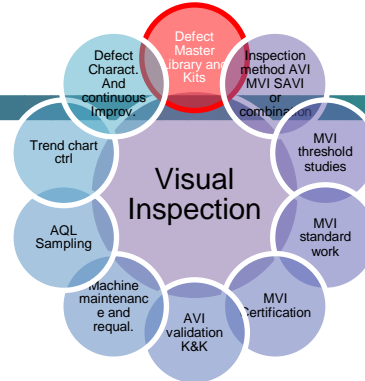 Defect
Master
Library and
Kits
Inspection
method AVI
MVI SAVI
or
combination
MVI
threshold
studies
MVI
standard
work
MVI
Certification
AVI
validation
K&K
Machine
maintenanc
e and
requal.
AQL
Sampling
Trend chart
ctrl
Defect
Charact.
And
continuous
Improv.
Visual
Inspection